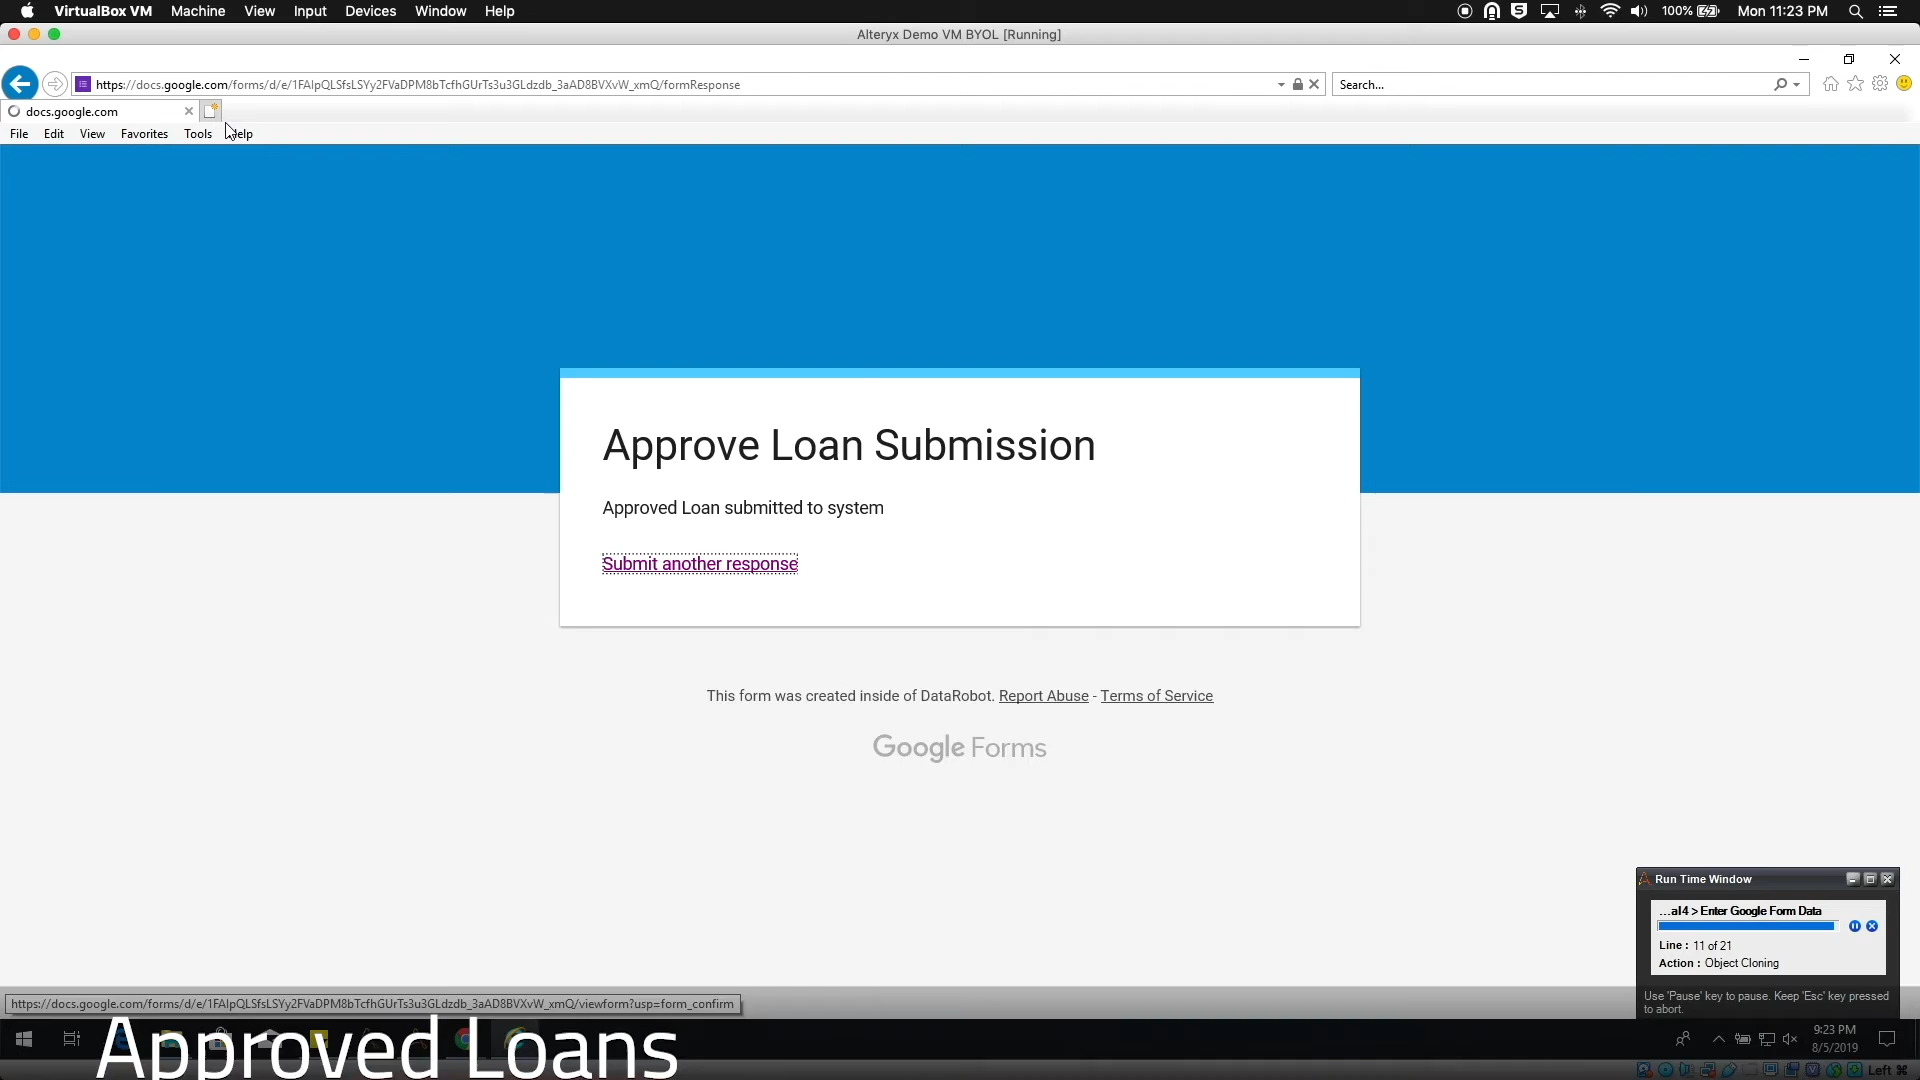 VirtualBox VM Machine View Input Devices Window Help 100% Mon 11:23 PM
Alteryx Demo VM BYOL [Running]
https://docs.google.com/forms/d/e/1FAIpQLSfsLSYy2FVaDPM8bTcfhGUrTs3u3GLdzdb_3aAD8BVXvW_xmQ/formResponse Search...
docs.google.com
File Edit View Favorites Tools Help
Approve Loan Submission
Approved Loan submitted to system
Submit another response
This form was created inside of DataRobot. Report Abuse - Terms of Service
Google Forms
Run Time Window
...al4 > Enter Google Form Data
Line : 11 of 21
Action : Object Cloning
Use 'Pause' key to pause. Keep 'Esc' key pressed
to abort.
https://docs.google.com/forms/d/e/1FAIpQLSfsLSYy2FVaDPM8bTcfhGUrTs3u3GLdzdb_3aAD8BVXvW_xmQ/viewform?usp=form_confirm
Approved Loans
9:23 PM
8/5/2019
Left ⌘